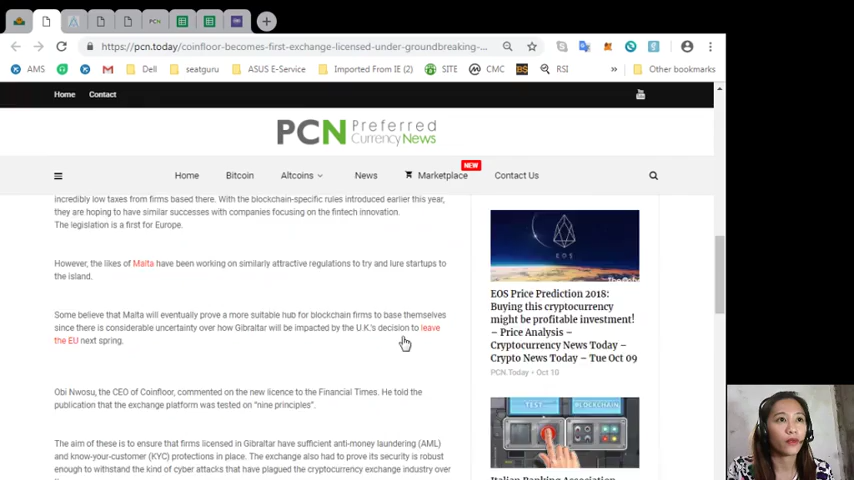 PCN
https://pcn.today/coinfloor-becomes-first-exchange-licensed-under-groundbreaking-...
AMS
Dell
seatguru
ASUS E-Service
Imported From IE (2)
SITE
CMC
BS
RSI
»
Other bookmarks
Home
Contact
PCN Preferred Currency News
Home
Bitcoin
Altcoins
News
Marketplace
NEW
Contact Us
incredibly low taxes from firms based there. With the blockchain-specific rules introduced earlier this year,
they are hoping to have similar successes with companies focusing on the fintech innovation.
The legislation is a first for Europe.
However, the likes of Malta have been working on similarly attractive regulations to try and lure startups to
the island.
Some believe that Malta will eventually prove a more suitable hub for blockchain firms to base themselves
since there is considerable uncertainty over how Gibraltar will be impacted by the U.K.'s decision to leave
the EU next spring.
Obi Nwosu, the CEO of Coinfloor, commented on the new licence to the Financial Times. He told the
publication that the exchange platform was tested on "nine principles".
The aim of these is to ensure that firms licensed in Gibraltar have sufficient anti-money laundering (AML)
and know-your-customer (KYC) protections in place. The exchange also had to prove its security is robust
enough to withstand the kind of cyber attacks that have plagued the cryptocurrency exchange industry over
EOS
EOS Price Prediction 2018:
Buying this cryptocurrency
might be profitable investment!
– Price Analysis –
Cryptocurrency News Today –
Crypto News Today – Tue Oct 09
PCN.Today • Oct 10
TEST
BLOCKCHAIN
Italian Banking Association